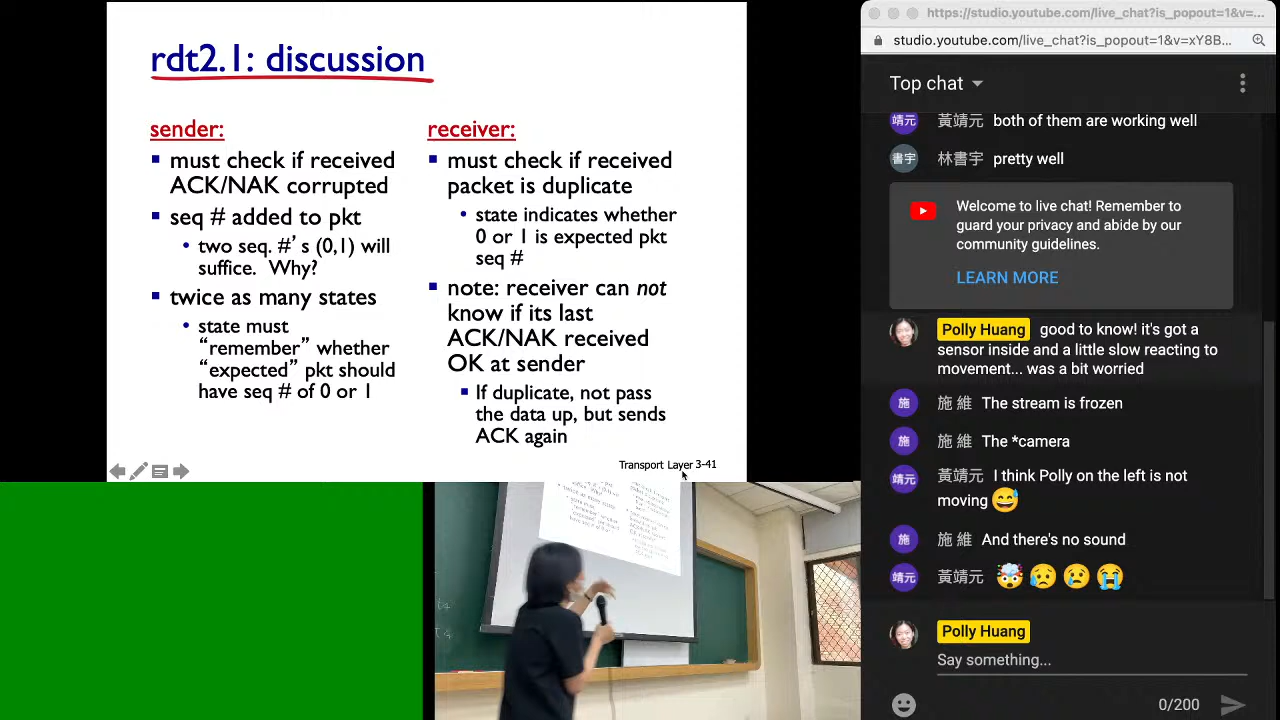 rdt2.1: discussion
sender:
must check if received
ACK/NAK corrupted
seq # added to pkt
two seq. #'s (0,1) will
suffice. Why?
twice as many states
state must
“remember” whether
“expected” pkt should
have seq # of 0 or 1
receiver:
must check if received
packet is duplicate
state indicates whether
0 or 1 is expected pkt
seq #
note: receiver can not
know if its last
ACK/NAK received
OK at sender
If duplicate, not pass
the data up, but sends
ACK again
Transport Layer 3-41
https://studio.youtube.com/live_chat?is_popout=1&v=...
studio.youtube.com/live_chat?is_popout=1&v=xY8B...
Top chat
靖元 黃靖元 both of them are working well
書宇 林書宇 pretty well
Welcome to live chat! Remember to
guard your privacy and abide by our
community guidelines.
LEARN MORE
Polly Huang good to know! it's got a
sensor inside and a little slow reacting to
movement... was a bit worried
施 施 維 The stream is frozen
施 施 維 The *camera
靖元 黃靖元 I think Polly on the left is not
moving 😅
施 施 維 And there's no sound
靖元 黃靖元 🤯😥😢😭
Polly Huang
Say something...
0/200